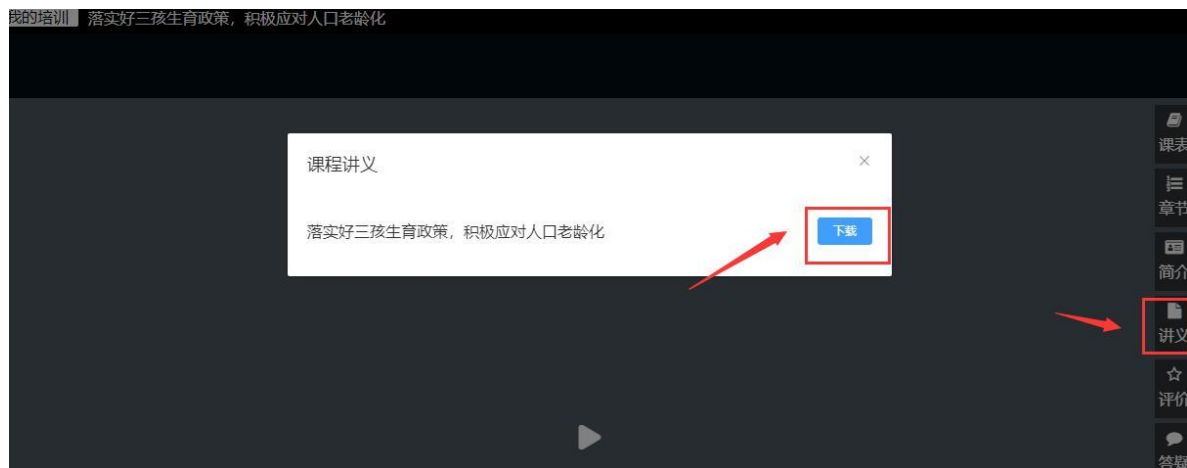 我的培训 落实好三孩生育政策，积极应对人口老龄化
课程讲义
落实好三孩生育政策，积极应对人口老龄化 下载
课表
章节
简介
讲义
评价
答疑